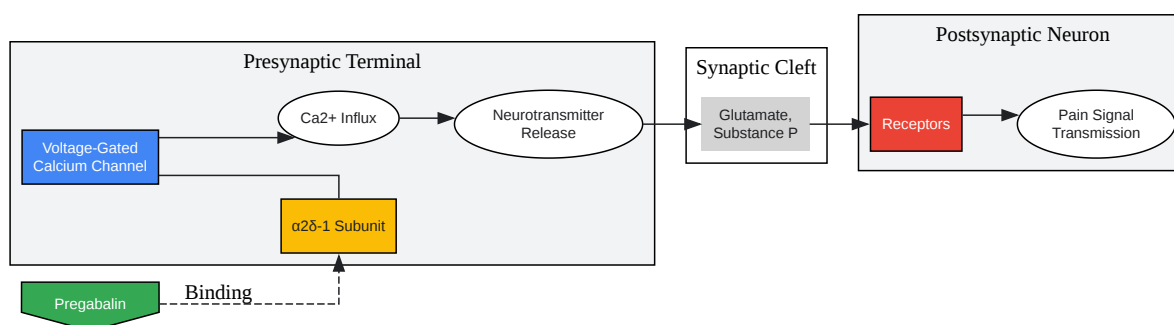 Presynaptic Terminal
Voltage-Gated
Calcium Channel
Ca2+ Influx
Neurotransmitter
Release
α2δ-1 Subunit
Pregabalin
Binding
Synaptic Cleft
Glutamate,
Substance P
Postsynaptic Neuron
Receptors
Pain Signal
Transmission